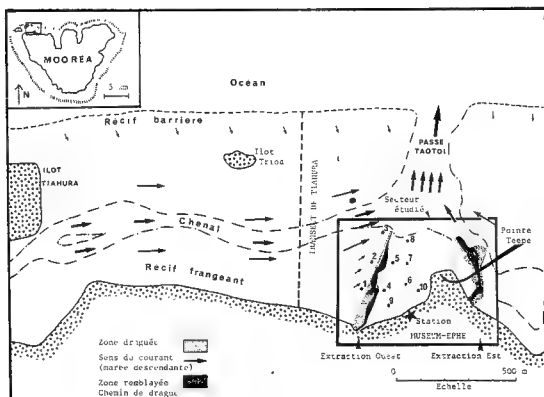 MOOREA
N
5 km
Océan
Récif barrière
PASSE
TAOTOI
ILOT
TIAHURA
Ilot
Tiroa
TRANSECT DE TIAHURA
Secteur
étudié
Pointe
Teepe
Chenal
Récif frangeant
3
8
2
5
7
1
4
6
9
10
Station
MUSEUM-EPHE
Extraction Ouest
Extraction Est
Zone draguée
Sens du courant
(marée descendante)
Zone remblayée
Chemin de drague
0
500 m
Echelle